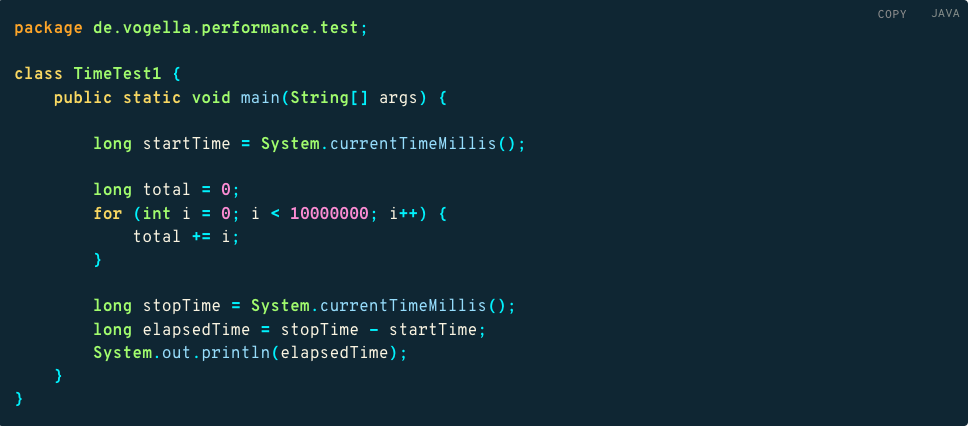 COPY JAVA
package de.vogella.performance.test;
class TimeTest1 {
    public static void main(String[] args) {
        long startTime = System.currentTimeMillis();
        long total = 0;
        for (int i = 0; i < 10000000; i++) {
            total += i;
        }
        long stopTime = System.currentTimeMillis();
        long elapsedTime = stopTime - startTime;
        System.out.println(elapsedTime);
    }
}